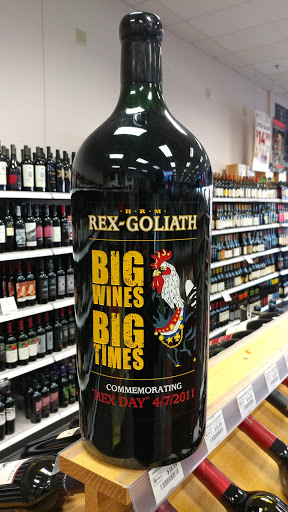 H·R·M
REX-GOLIATH
BIG
WINES
BIG
TIMES
COMMEMORATING
"REX DAY" 4/7/2011